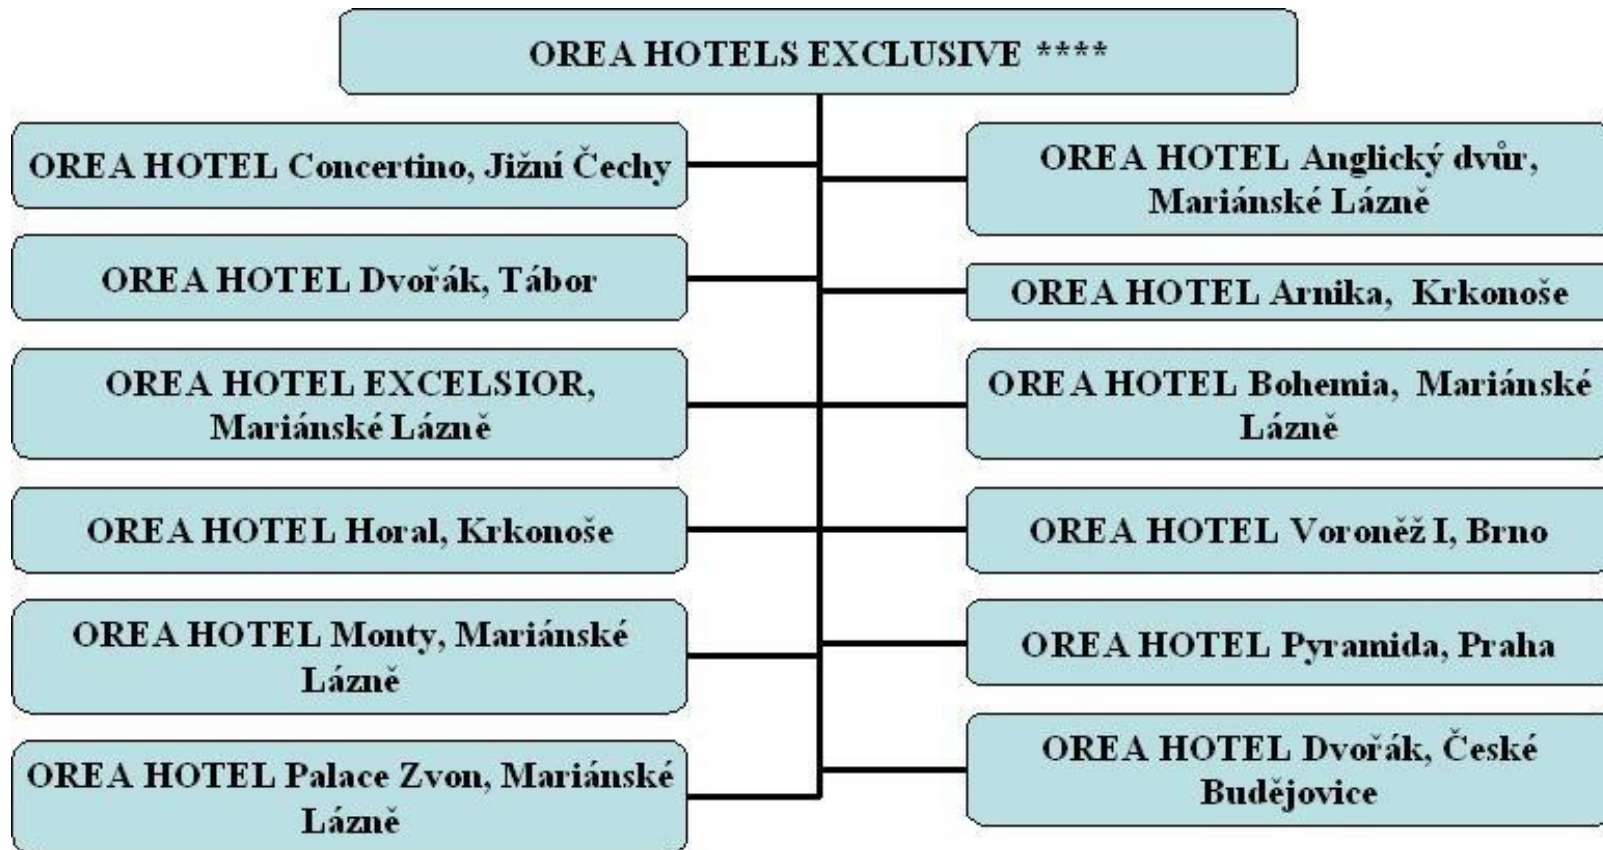 OREA HOTELS EXCLUSIVE ****
OREA HOTEL Concertino, Jižní Čechy
OREA HOTEL Anglický dvůr,
Mariánské Lázně
OREA HOTEL Dvořák, Tábor
OREA HOTEL Arnika, Krkonoše
OREA HOTEL EXCELSIOR,
Mariánské Lázně
OREA HOTEL Bohemia, Mariánské
Lázně
OREA HOTEL Horal, Krkonoše
OREA HOTEL Voroněž I, Brno
OREA HOTEL Monty, Mariánské
Lázně
OREA HOTEL Pyramida, Praha
OREA HOTEL Palace Zvon, Mariánské
Lázně
OREA HOTEL Dvořák, České
Budějovice